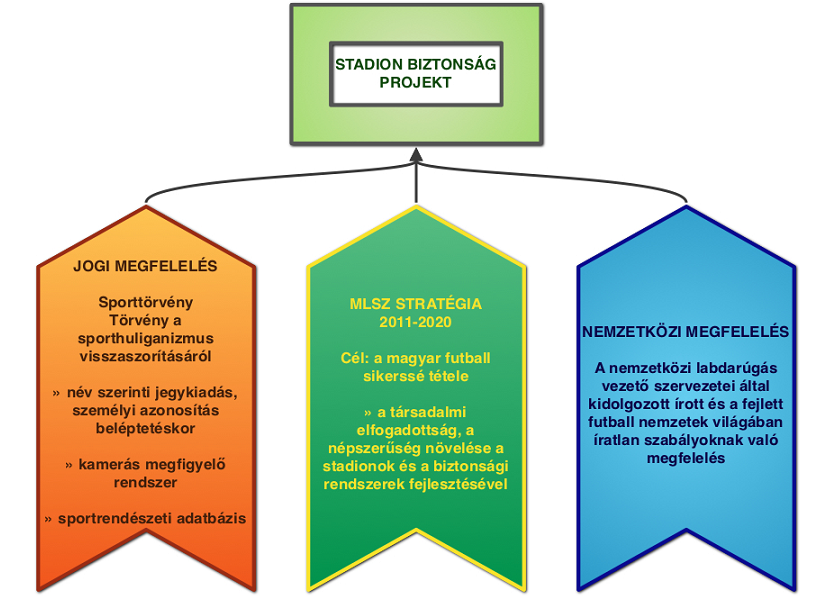 STADION BIZTONSÁG
PROJEKT
JOGI MEGFELELÉS
Sporttörvény
Törvény a
sporthuliganizmus
visszaszorításáról
» név szerinti jegykiadás,
személyi azonosítás
beléptetéskor
» kamerás megfigyelő
rendszer
» sportrendészeti adatbázis
MLSZ STRATÉGIA
2011-2020
Cél: a magyar futball
sikerssé tétele
» a társadalmi
elfogadottság, a
népszerűség növelése a
stadionok és a biztonsági
rendszerek fejlesztésével
NEMZETKÖZI MEGFELELÉS
A nemzetközi labdarúgás
vezető szervezetei által
kidolgozott írott és a fejlett
futball nemzetek világában
íratlan szabályoknak való
megfelelés